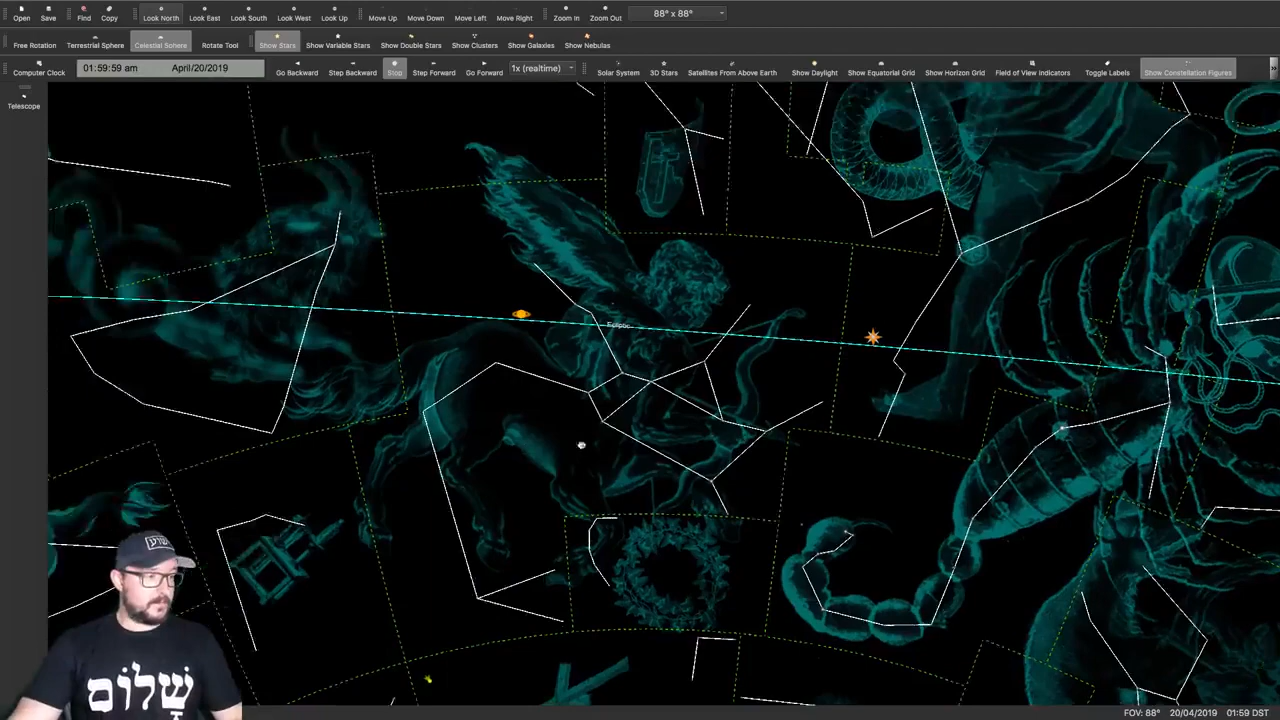 Open Save Find Copy Look North Look East Look South Look West Look Up Move Up Move Down Move Left Move Right Zoom In Zoom Out 88° x 88°
Free Rotation Terrestrial Sphere Celestial Sphere Rotate Tool Show Stars Show Variable Stars Show Double Stars Show Clusters Show Galaxies Show Nebulas
Computer Clock 01:59:59 am April/20/2019 Go Backward Step Backward Stop Step Forward Go Forward 1x (realtime) Solar System 3D Stars Satellites From Above Earth Show Daylight Show Equatorial Grid Show Horizon Grid Field of View Indicators Toggle Labels Show Constellation Figures »
Telescope
Ecliptic
שוע
שָׁלוֹם
FOV: 88° 20/04/2019 01:59 DST